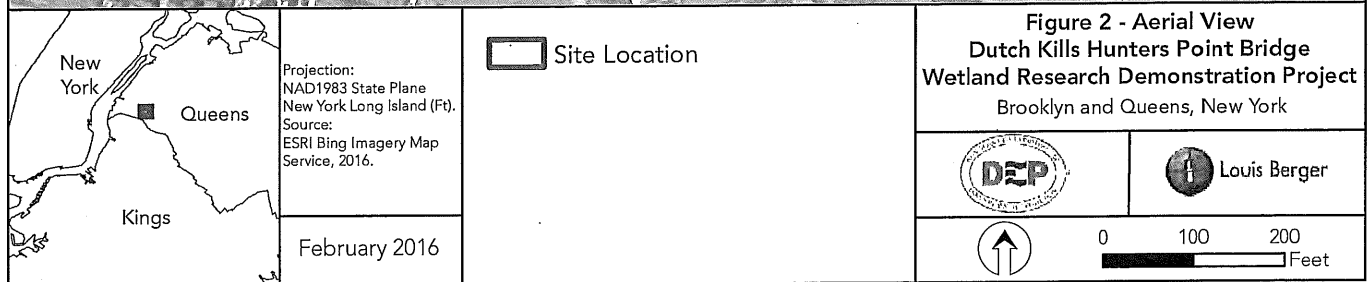 New
York
Queens
Kings
Projection:
NAD1983 State Plane
New York Long Island (Ft).
Source:
ESRI Bing Imagery Map
Service, 2016.
February 2016
Site Location
Figure 2 - Aerial View
Dutch Kills Hunters Point Bridge
Wetland Research Demonstration Project
Brooklyn and Queens, New York
DEP
Louis Berger
0 100 200
Feet